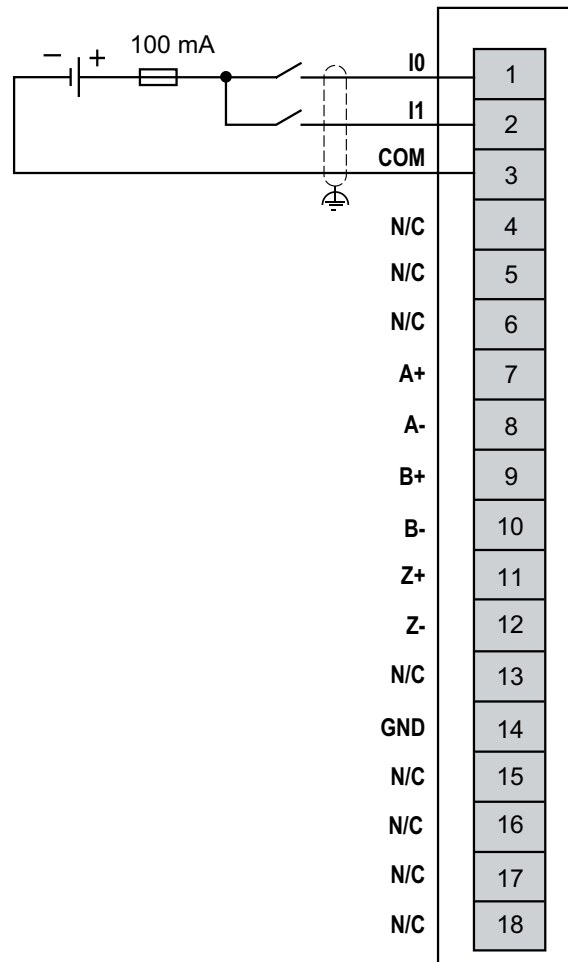 − + 100 mA
I0 1
I1 2
COM 3
N/C 4
N/C 5
N/C 6
A+ 7
A- 8
B+ 9
B- 10
Z+ 11
Z- 12
N/C 13
GND 14
N/C 15
N/C 16
N/C 17
N/C 18